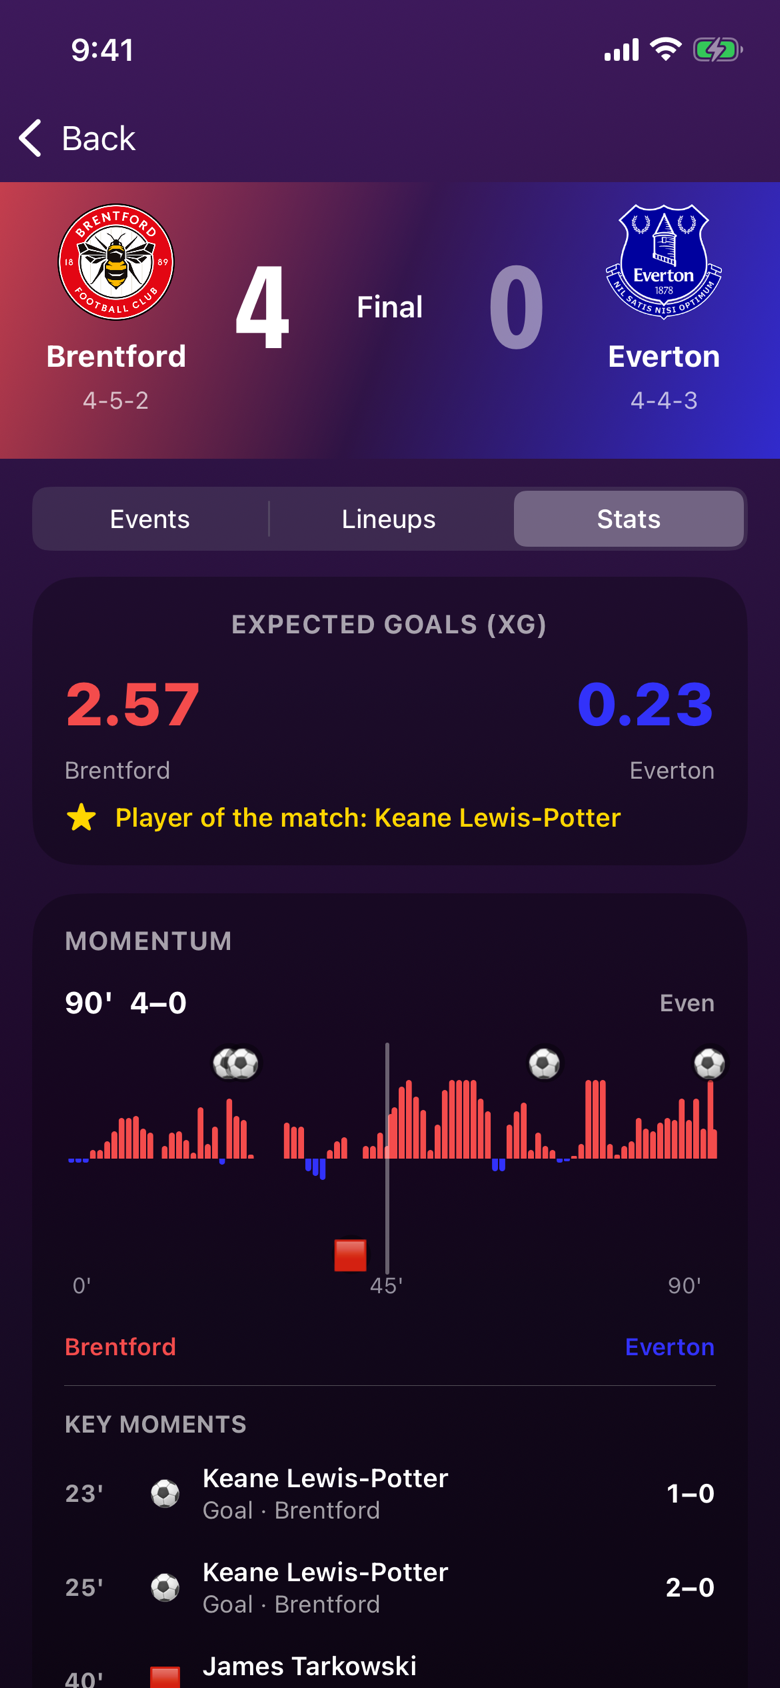 9:41
Back
BRENTFORD
18 89
FOOTBALL CLUB
Brentford
4-5-2
4
Final
0
Everton
1878
NIL SATIS NISI OPTIMUM
Everton
4-4-3
Events
Lineups
Stats
EXPECTED GOALS (XG)
2.57
0.23
Brentford
Everton
Player of the match: Keane Lewis-Potter
MOMENTUM
90' 4–0
Even
0'
45'
90'
Brentford
Everton
KEY MOMENTS
23'
Keane Lewis-Potter
Goal · Brentford
1–0
25'
Keane Lewis-Potter
Goal · Brentford
2–0
40'
James Tarkowski